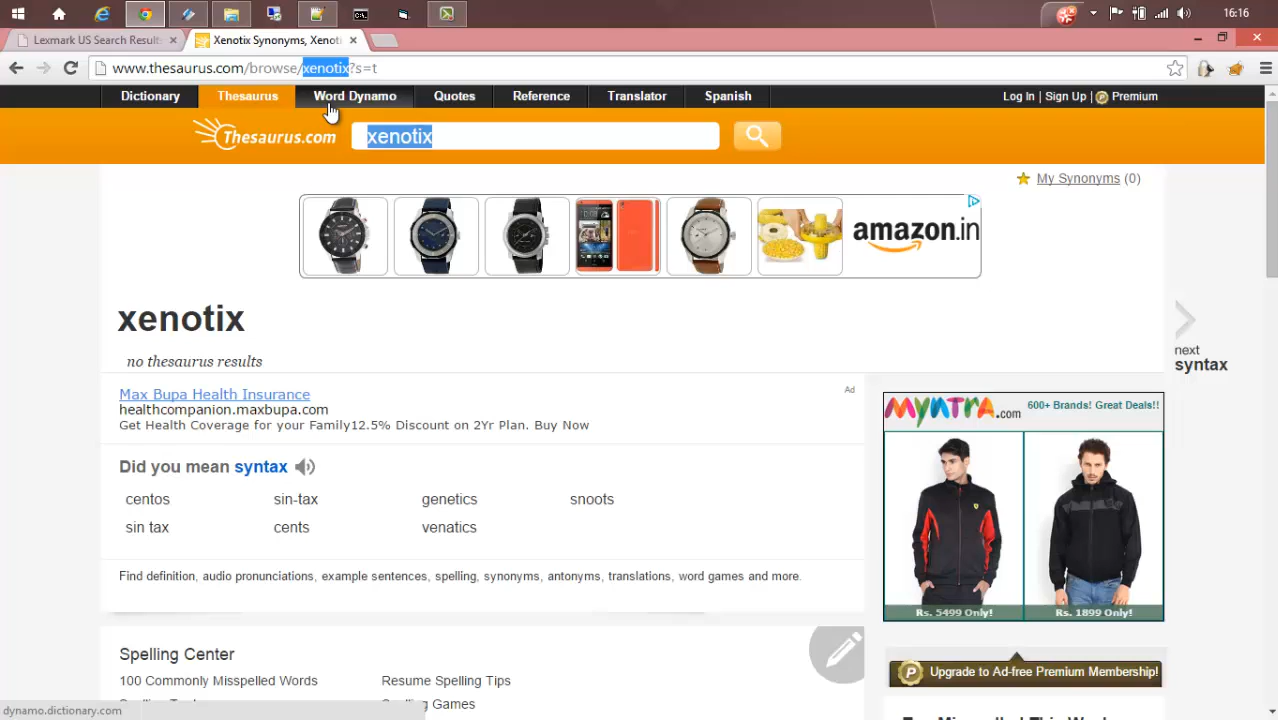 16:16
Lexmark US Search Results
Xenotix Synonyms, Xenoti
www.thesaurus.com/browse/xenotix?s=t
Dictionary Thesaurus Word Dynamo Quotes Reference Translator Spanish Log In | Sign Up | Premium
Thesaurus.com xenotix
My Synonyms (0)
amazon.in
xenotix
no thesaurus results
next
syntax
Max Bupa Health Insurance Ad
healthcompanion.maxbupa.com
Get Health Coverage for your Family12.5% Discount on 2Yr Plan. Buy Now
Did you mean syntax
centos sin-tax genetics snoots
sin tax cents venatics
Find definition, audio pronunciations, example sentences, spelling, synonyms, antonyms, translations, word games and more.
Myntra.com 600+ Brands! Great Deals!!
Rs. 5499 Only! Rs. 1899 Only!
P Upgrade to Ad-free Premium Membership!
Spelling Center
100 Commonly Misspelled Words Resume Spelling Tips
Spelling Games
dynamo.dictionary.com